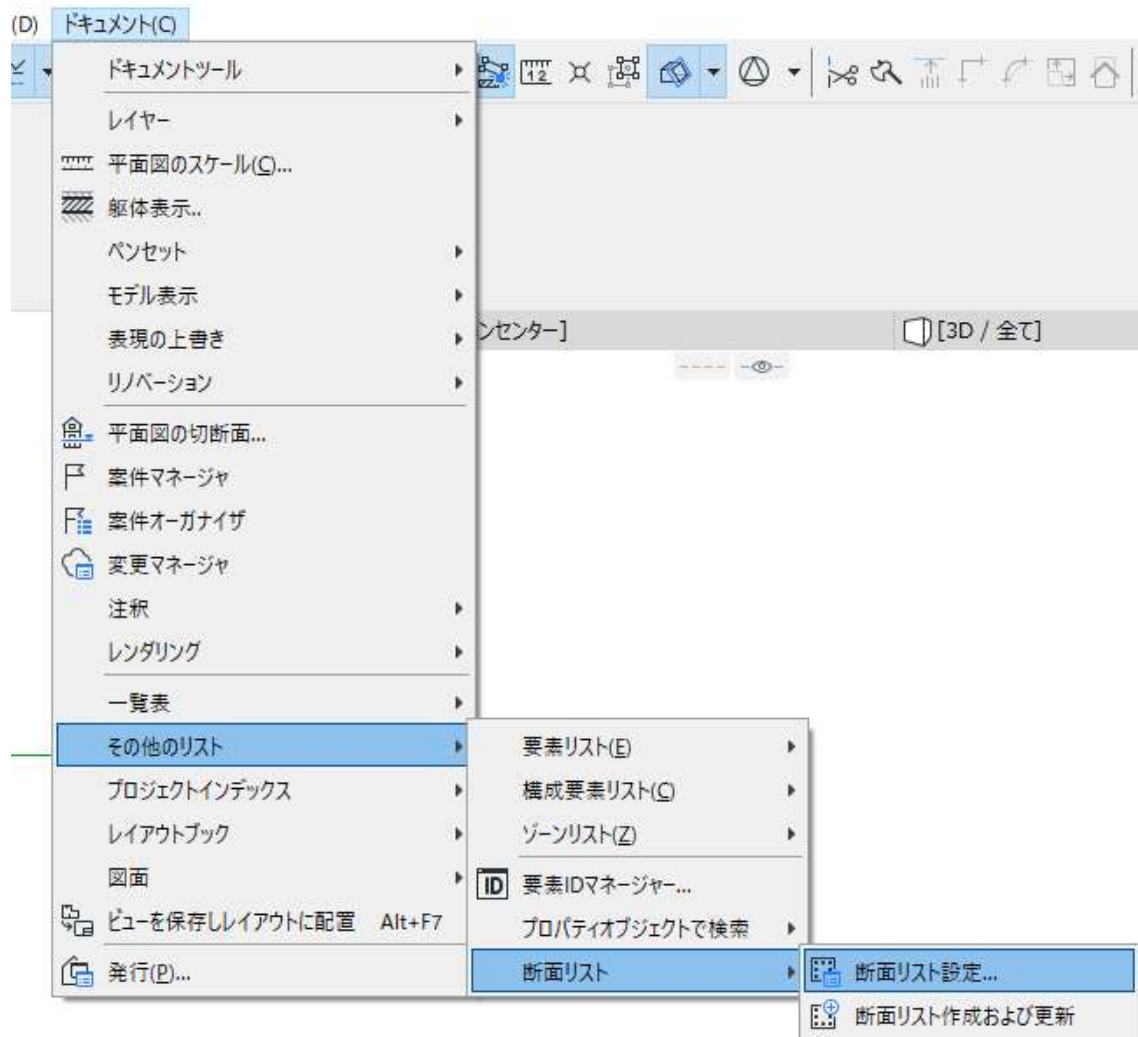 (D) ドキュメント(C)
ドキュメントツール
レイヤー
平面図のスケール(C)...
躯体表示..
ペンセット
モデル表示
表現の上書き
リノベーション
ンセンター]
[3D / 全て]
平面図の切断面...
案件マネージャ
案件オーガナイザ
変更マネージャ
注釈
レンダリング
一覧表
その他のリスト
プロジェクトインデックス
レイアウトブック
図面
ビューを保存しレイアウトに配置 Alt+F7
発行(P)...
要素リスト(E)
構成要素リスト(C)
ゾーンリスト(Z)
ID 要素IDマネージャー...
プロパティオブジェクトで検索
断面リスト
断面リスト設定...
断面リスト作成および更新
12